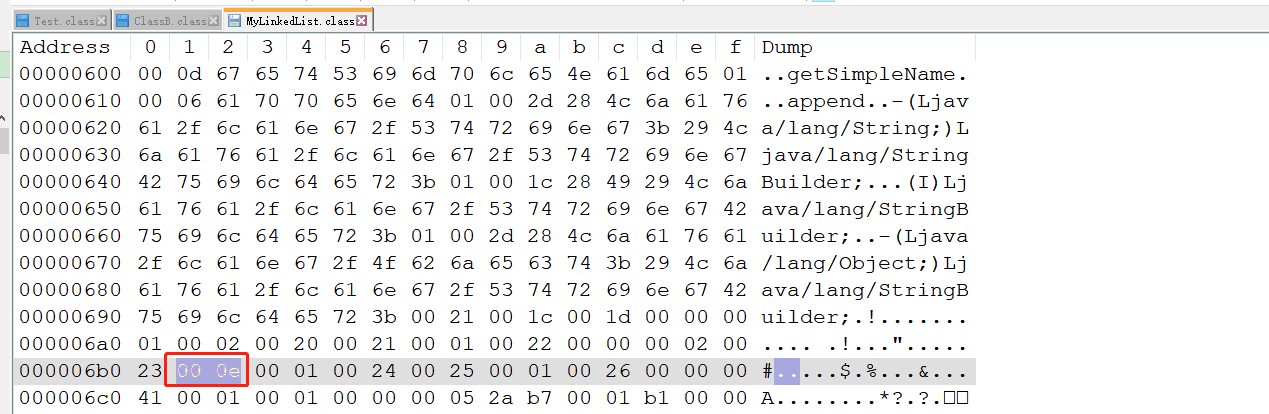 Test.class ClassB.class MyLinkedList.class
Address 0 1 2 3 4 5 6 7 8 9 a b c d e f Dump
00000600 00 0d 67 65 74 53 69 6d 70 6c 65 4e 61 6d 65 01 ..getSimpleName.
00000610 00 06 61 70 70 65 6e 64 01 00 2d 28 4c 6a 61 76 ..append..-(Ljav
00000620 61 2f 6c 61 6e 67 2f 53 74 72 69 6e 67 3b 29 4c a/lang/String;)L
00000630 6a 61 76 61 2f 6c 61 6e 67 2f 53 74 72 69 6e 67 java/lang/String
00000640 42 75 69 6c 64 65 72 3b 01 00 1c 28 49 29 4c 6a Builder;...(I)Lj
00000650 61 76 61 2f 6c 61 6e 67 2f 53 74 72 69 6e 67 42 ava/lang/StringB
00000660 75 69 6c 64 65 72 3b 01 00 2d 28 4c 6a 61 76 61 uilder;..-(Ljava
00000670 2f 6c 61 6e 67 2f 4f 62 6a 65 63 74 3b 29 4c 6a /lang/Object;)Lj
00000680 61 76 61 2f 6c 61 6e 67 2f 53 74 72 69 6e 67 42 ava/lang/StringB
00000690 75 69 6c 64 65 72 3b 00 21 00 1c 00 1d 00 00 00 uilder;.!.......
000006a0 01 00 02 00 20 00 21 00 01 00 22 00 00 00 02 00 .... .!...".....
000006b0 23 00 0e 00 01 00 24 00 25 00 01 00 26 00 00 00 #.....$.%...&...
000006c0 41 00 01 00 01 00 00 00 05 2a b7 00 01 b1 00 00 A........*?.?.□□